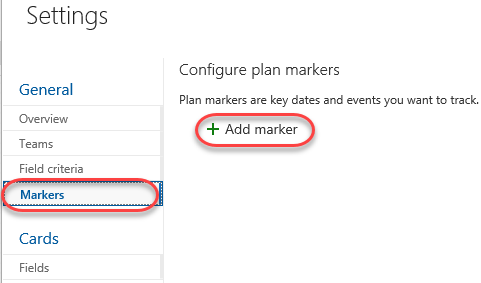 Settings
General
Overview
Teams
Field criteria
Markers
Cards
Fields
Configure plan markers
Plan markers are key dates and events you want to track.
+ Add marker